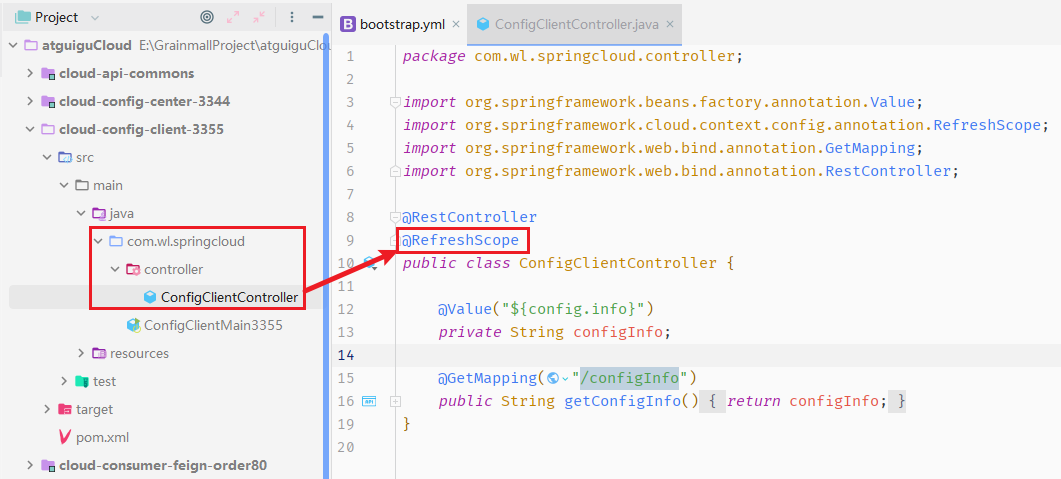 Project
atguiguCloud E:\GrainmallProject\atguiguClou
cloud-api-commons
cloud-config-center-3344
cloud-config-client-3355
src
main
java
com.wl.springcloud
controller
ConfigClientController
ConfigClientMain3355
resources
test
target
pom.xml
cloud-consumer-feign-order80
bootstrap.yml ConfigClientController.java
1 package com.wl.springcloud.controller;
2
3 import org.springframework.beans.factory.annotation.Value;
4 import org.springframework.cloud.context.config.annotation.RefreshScope;
5 import org.springframework.web.bind.annotation.GetMapping;
6 import org.springframework.web.bind.annotation.RestController;
7
8 @RestController
9 @RefreshScope
10 public class ConfigClientController {
11
12 @Value("${config.info}")
13 private String configInfo;
14
15 @GetMapping("/configInfo")
16 public String getConfigInfo() { return configInfo; }
19 }
20